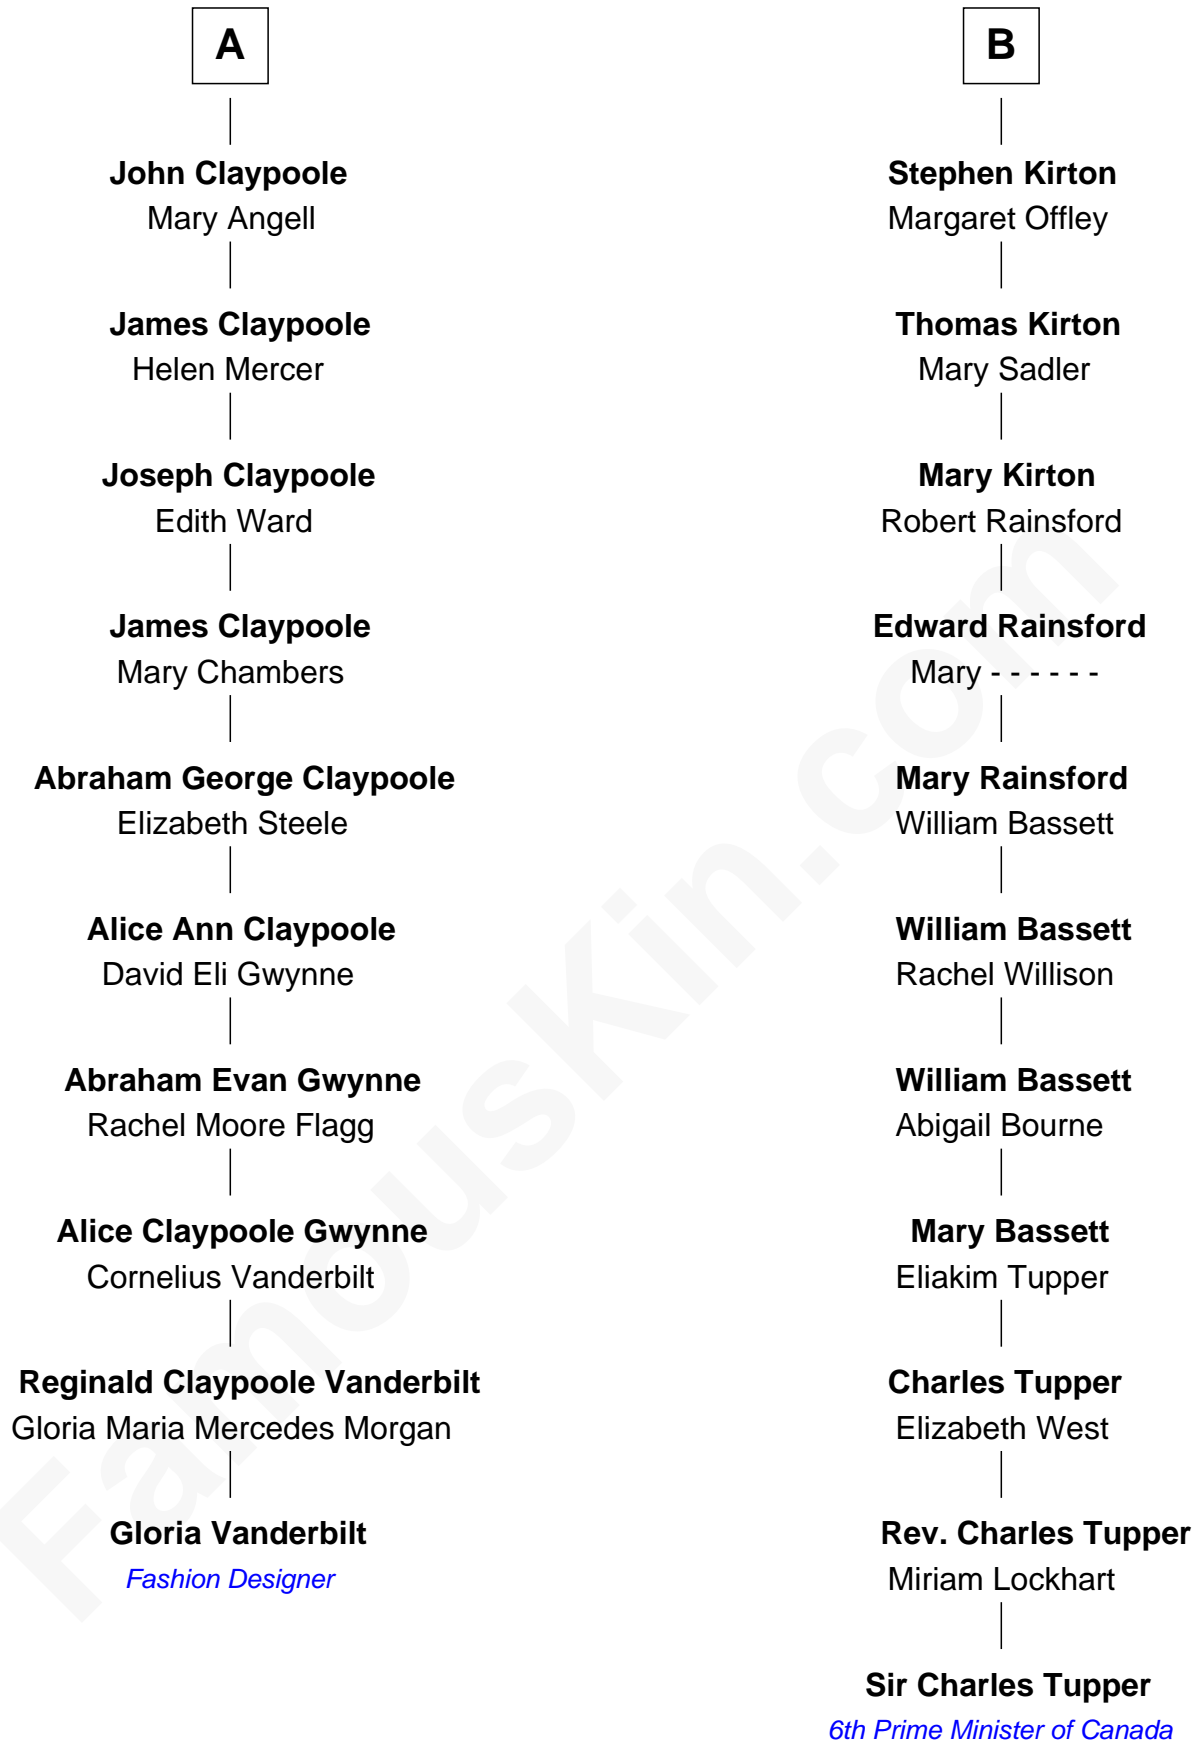 A
John Claypoole
Mary Angell
James Claypoole
Helen Mercer
Joseph Claypoole
Edith Ward
James Claypoole
Mary Chambers
Abraham George Claypoole
Elizabeth Steele
Alice Ann Claypoole
David Eli Gwynne
Abraham Evan Gwynne
Rachel Moore Flagg
Alice Claypoole Gwynne
Cornelius Vanderbilt
Reginald Claypoole Vanderbilt
Gloria Maria Mercedes Morgan
Gloria Vanderbilt
Fashion Designer
B
Stephen Kirton
Margaret Offley
Thomas Kirton
Mary Sadler
Mary Kirton
Robert Rainsford
Edward Rainsford
Mary - - - - - -
Mary Rainsford
William Bassett
William Bassett
Rachel Willison
William Bassett
Abigail Bourne
Mary Bassett
Eliakim Tupper
Charles Tupper
Elizabeth West
Rev. Charles Tupper
Miriam Lockhart
Sir Charles Tupper
6th Prime Minister of Canada
FamousKin.com